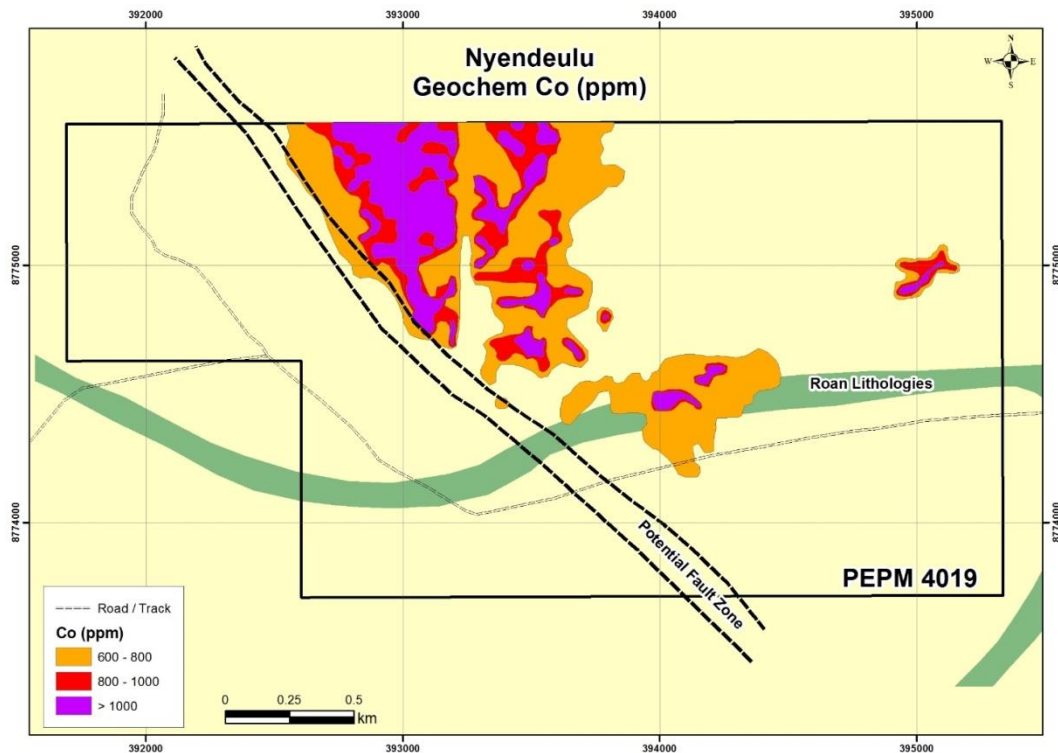 392000
393000
394000
395000
Nyendeulu
Geochem Co (ppm)
N
W
E
S
8775000
8775000
Roan Lithologies
8774000
8774000
Potential Fault Zone
PEPM 4019
Road / Track
Co (ppm)
600 - 800
800 - 1000
> 1000
0
0.25
0.5
km
392000
393000
394000
395000